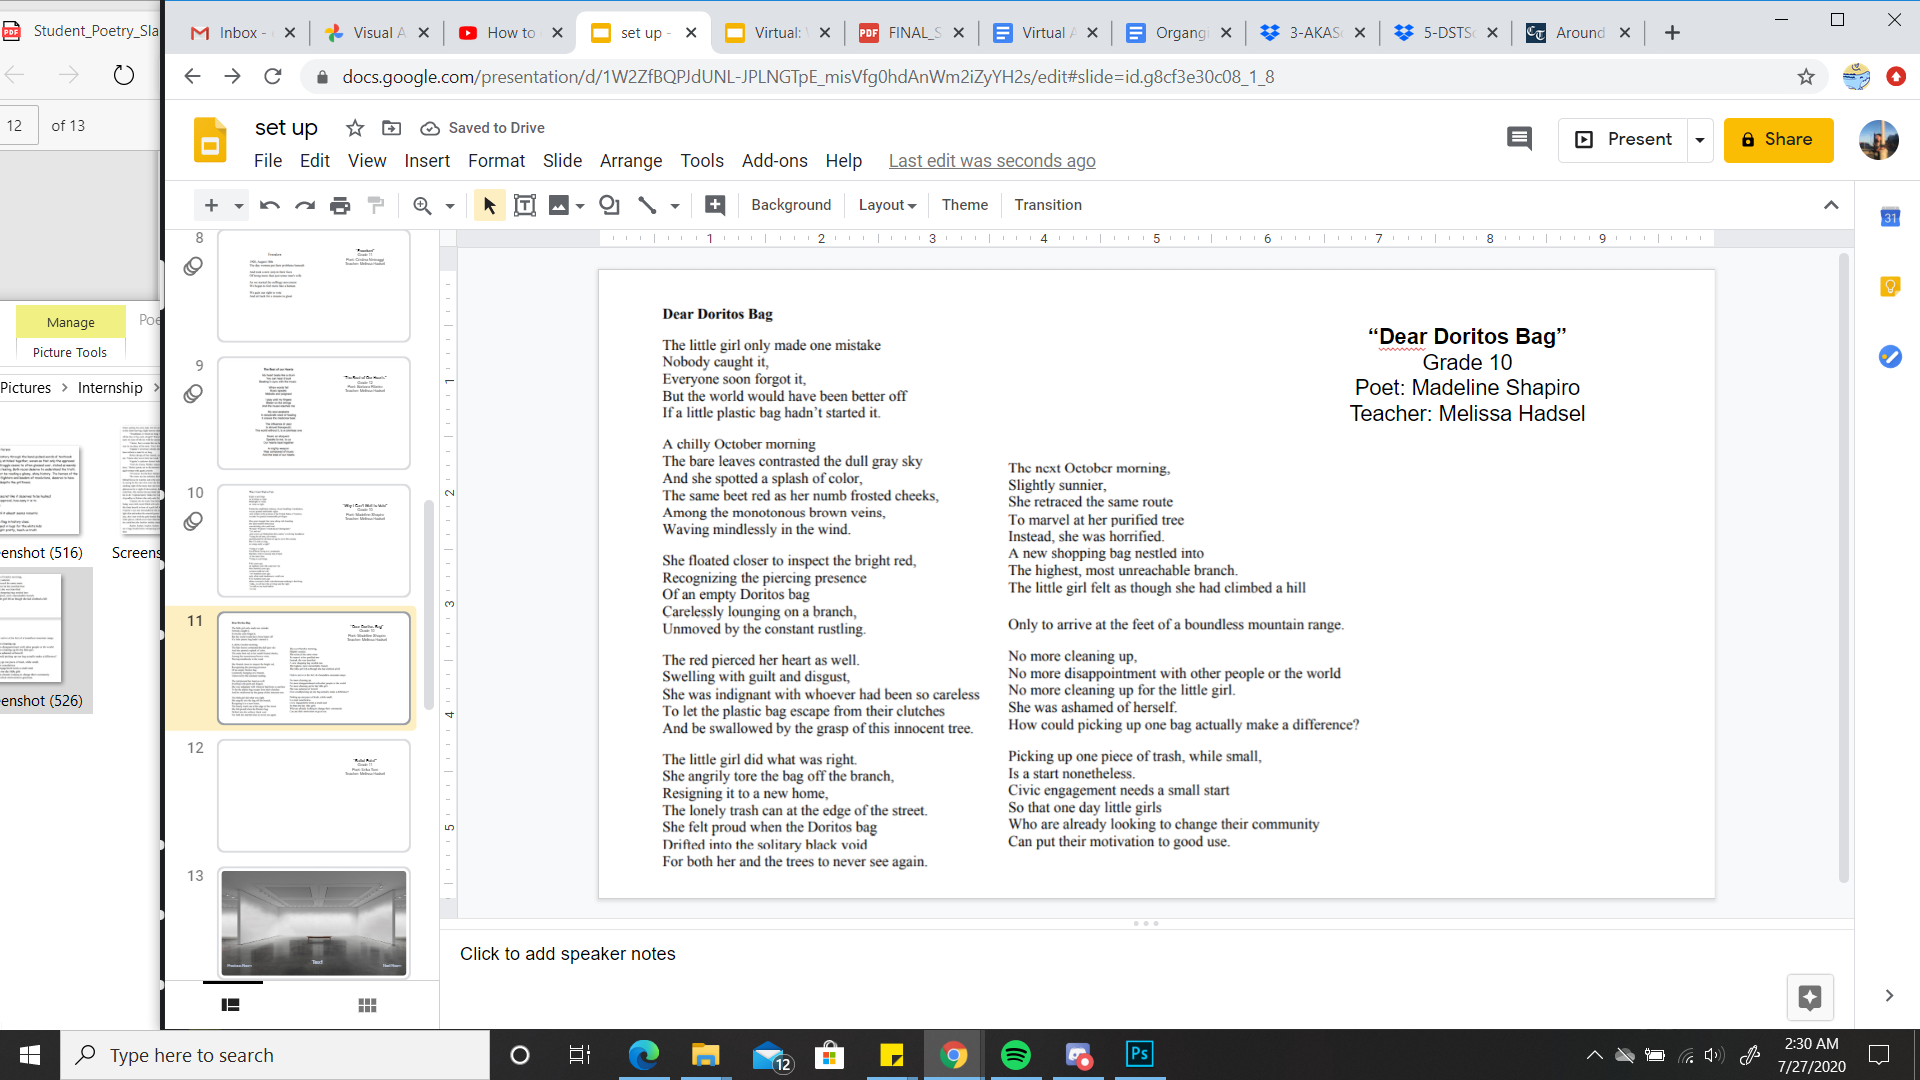 Student_Poetry_Sla
Inbox -
Visual A
How to
set up -
Virtual:
FINAL_S
Virtual A
Organgi
3-AKAS
5-DSTS
Around
docs.google.com/presentation/d/1W2ZfBQPJdUNL-JPLNGTpE_misVfg0hdAnWm2iZyYH2s/edit#slide=id.g8cf3e30c08_1_8
12 of 13
set up
Saved to Drive
Present
Share
File Edit View Insert Format Slide Arrange Tools Add-ons Help Last edit was seconds ago
Background Layout Theme Transition
1 2 3 4 5 6 7 8 9
Manage
Picture Tools
Pictures > Internship >
enshot (516)
Screens
enshot (526)
8
9
10
11
12
13
1
2
3
4
5
Dear Doritos Bag
The little girl only made one mistake
Nobody caught it,
Everyone soon forgot it,
But the world would have been better off
If a little plastic bag hadn't started it.
A chilly October morning
The bare leaves contrasted the dull gray sky
And she spotted a splash of color,
The same beet red as her numb frosted cheeks,
Among the monotonous brown veins,
Waving mindlessly in the wind.
She floated closer to inspect the bright red,
Recognizing the piercing presence
Of an empty Doritos bag
Carelessly lounging on a branch,
Unmoved by the constant rustling.
The red pierced her heart as well.
Swelling with guilt and disgust,
She was indignant with whoever had been so careless
To let the plastic bag escape from their clutches
And be swallowed by the grasp of this innocent tree.
The little girl did what was right.
She angrily tore the bag off the branch,
Resigning it to a new home,
The lonely trash can at the edge of the street.
She felt proud when the Doritos bag
Drifted into the solitary black void
For both her and the trees to never see again.
The next October morning,
Slightly sunnier,
She retraced the same route
To marvel at her purified tree
Instead, she was horrified.
A new shopping bag nestled into
The highest, most unreachable branch.
The little girl felt as though she had climbed a hill
Only to arrive at the feet of a boundless mountain range.
No more cleaning up,
No more disappointment with other people or the world
No more cleaning up for the little girl.
She was ashamed of herself.
How could picking up one bag actually make a difference?
Picking up one piece of trash, while small,
Is a start nonetheless.
Civic engagement needs a small start
So that one day little girls
Who are already looking to change their community
Can put their motivation to good use.
“Dear Doritos Bag”
Grade 10
Poet: Madeline Shapiro
Teacher: Melissa Hadsel
Click to add speaker notes
Type here to search
12
Ps
2:30 AM
7/27/2020